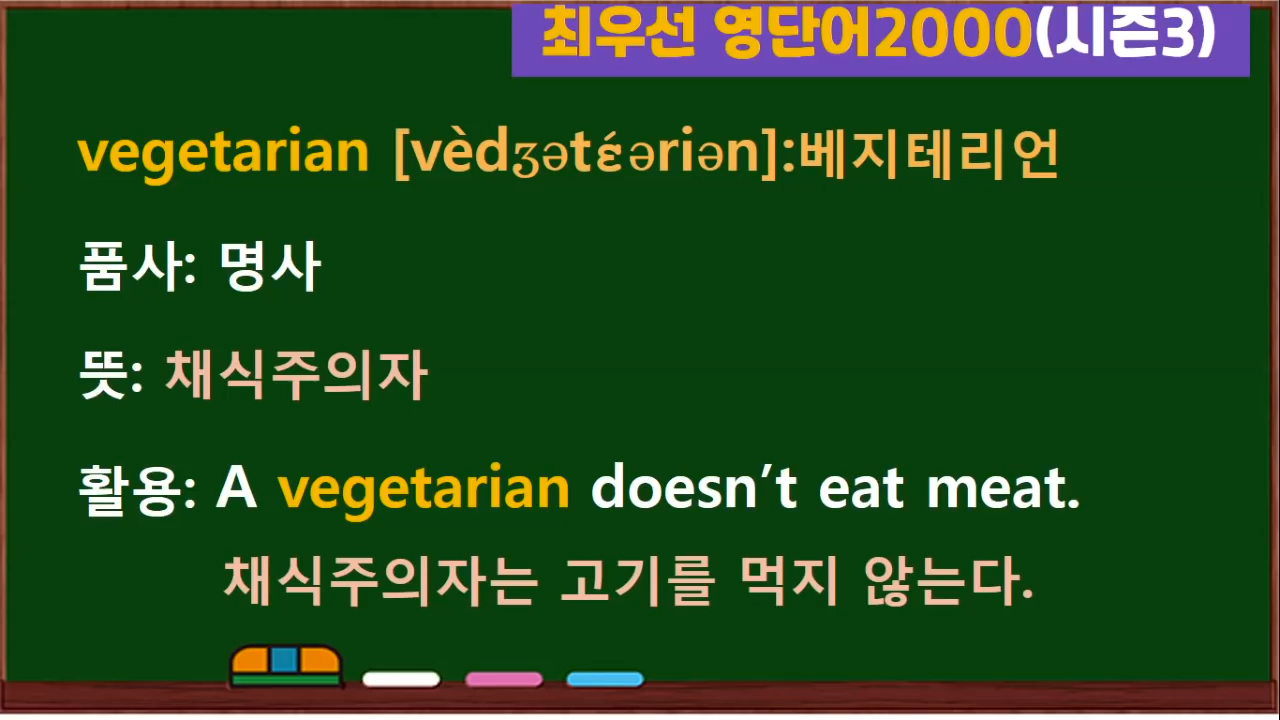 최우선 영단어2000(시즌3)
vegetarian [vèdʒətέəriən]:베지테리언
품사: 명사
뜻: 채식주의자
활용: A vegetarian doesn’t eat meat.
채식주의자는 고기를 먹지 않는다.